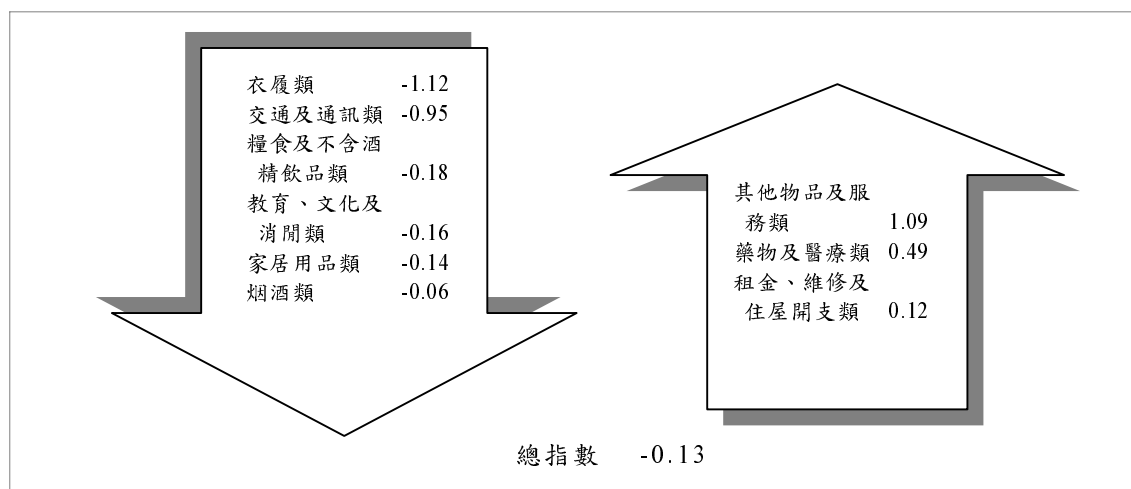 衣履類 -1.12
交通及通訊類 -0.95
糧食及不含酒
精飲品類 -0.18
教育、文化及
消閒類 -0.16
家居用品類 -0.14
烟酒類 -0.06
其他物品及服
務類 1.09
藥物及醫療類 0.49
租金、維修及
住屋開支類 0.12
總指數 -0.13